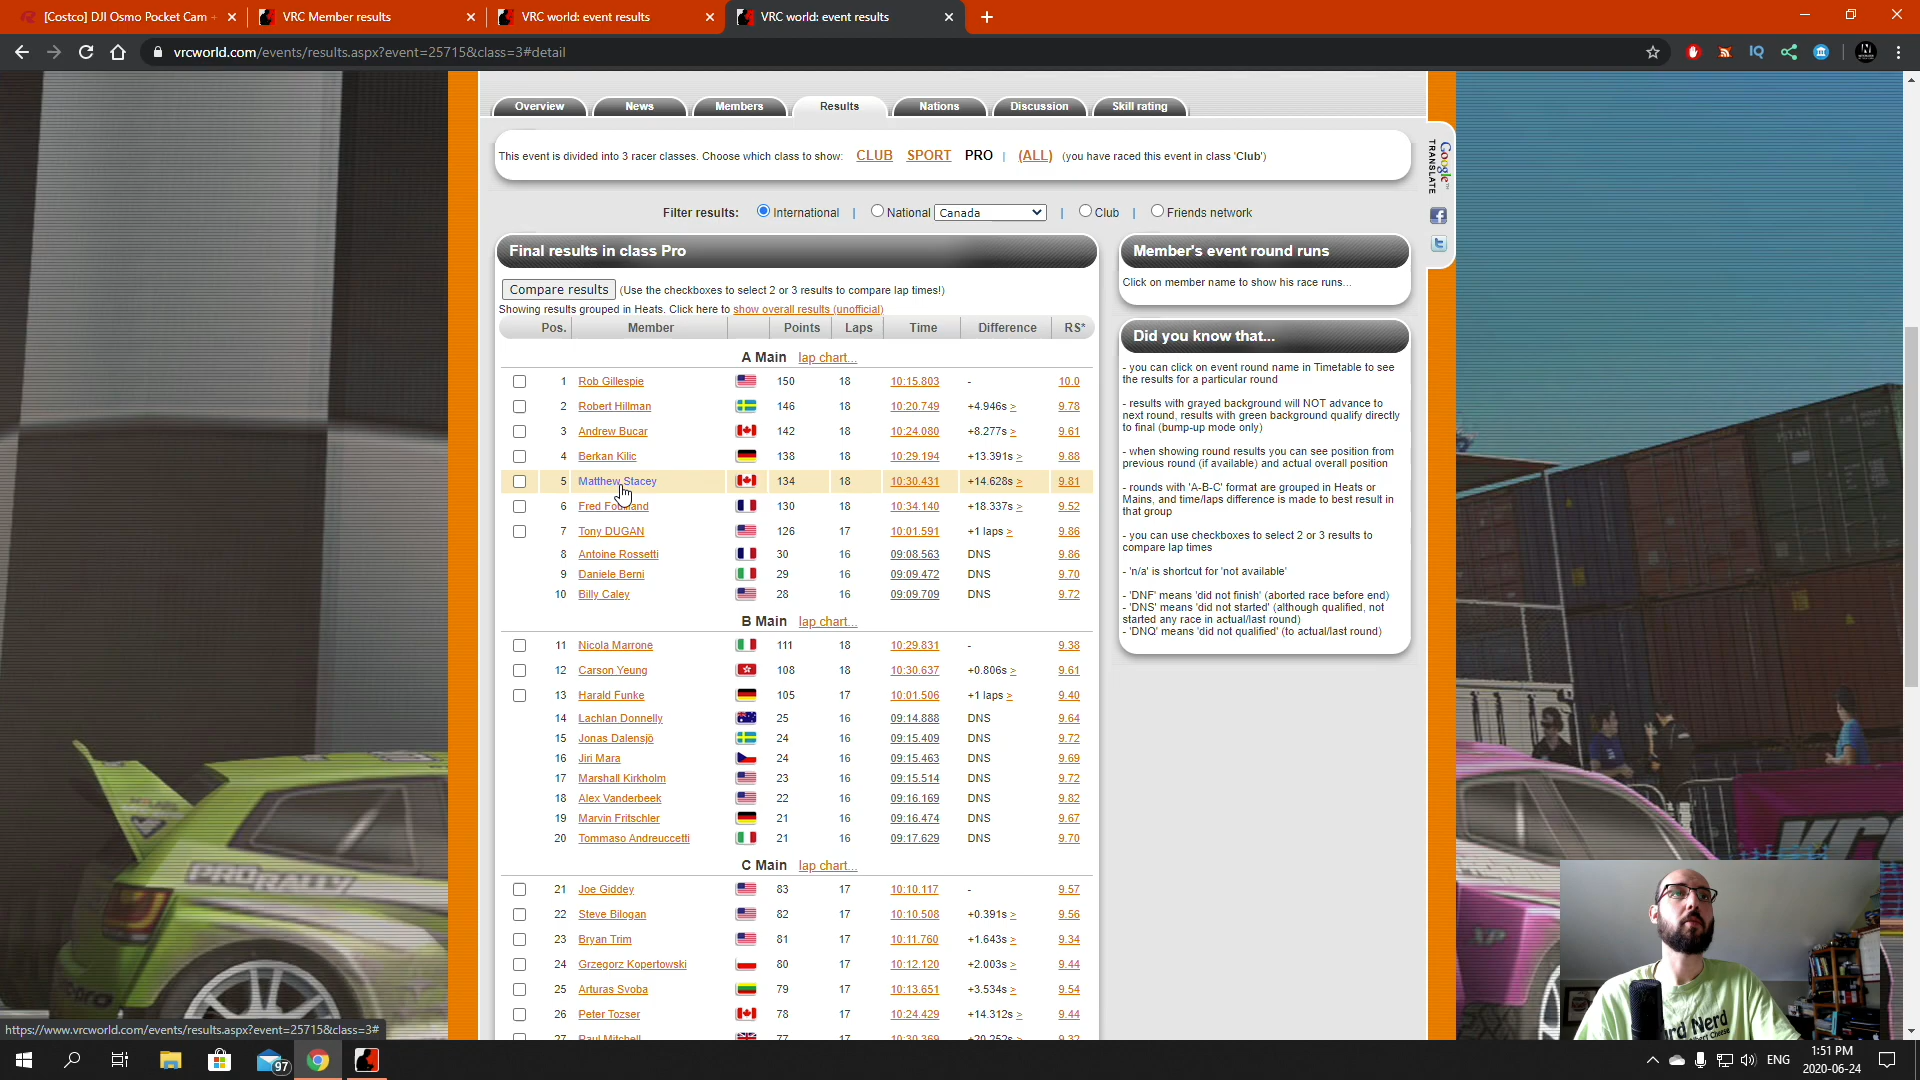 [Costco] DJI Osmo Pocket Cam
VRC Member results
VRC world: event results
VRC world: event results
vrcworld.com/events/results.aspx?event=25715&class=3#detail
Overview
News
Members
Results
Nations
Discussion
Skill rating
This event is divided into 3 racer classes. Choose which class to show: CLUB SPORT PRO | (ALL) (you have raced this event in class 'Club')
Filter results: International | National Canada | Club | Friends network
Google™ TRANSLATE
Final results in class Pro
Compare results (Use the checkboxes to select 2 or 3 results to compare lap times!)
Showing results grouped in Heats. Click here to show overall results (unofficial)
Pos. Member Points Laps Time Difference RS*
A Main lap chart...
1 Rob Gillespie 150 18 10:15.803 - 10.0
2 Robert Hillman 146 18 10:20.749 +4.946s > 9.78
3 Andrew Bucar 142 18 10:24.080 +8.277s > 9.61
4 Berkan Kilic 138 18 10:29.194 +13.391s > 9.88
5 Matthew Stacey 134 18 10:30.431 +14.628s > 9.81
6 Fred 130 18 10:34.140 +18.337s > 9.52
7 Tony DUGAN 126 17 10:01.591 +1 laps > 9.86
8 Antoine Rossetti 30 16 09:08.563 DNS 9.86
9 Daniele Berni 29 16 09:09.472 DNS 9.70
10 Billy Caley 28 16 09:09.709 DNS 9.72
B Main lap chart...
11 Nicola Marrone 111 18 10:29.831 - 9.38
12 Carson Yeung 108 18 10:30.637 +0.806s > 9.61
13 Harald Funke 105 17 10:01.506 +1 laps > 9.40
14 Lachlan Donnelly 25 16 09:14.888 DNS 9.64
15 Jonas Dalensjö 24 16 09:15.409 DNS 9.72
16 Jiri Mara 24 16 09:15.463 DNS 9.69
17 Marshall Kirkholm 23 16 09:15.514 DNS 9.72
18 Alex Vanderbeek 22 16 09:16.169 DNS 9.82
19 Marvin Fritschler 21 16 09:16.474 DNS 9.67
20 Tommaso Andreuccetti 21 16 09:17.629 DNS 9.70
C Main lap chart...
21 Joe Giddey 83 17 10:10.117 - 9.57
22 Steve Bilogan 82 17 10:10.508 +0.391s > 9.56
23 Bryan Trim 81 17 10:11.760 +1.643s > 9.34
24 Grzegorz Kopertowski 80 17 10:12.120 +2.003s > 9.44
25 Arturas Svoba 79 17 10:13.651 +3.534s > 9.54
26 Peter Tozser 78 17 10:24.429 +14.312s > 9.44
27 Paul Mitchell 77 17 10:30.369 +20.252s > 9.32
Member's event round runs
Click on member name to show his race runs...
Did you know that...
- you can click on event round name in Timetable to see
the results for a particular round
- results with grayed background will NOT advance to
next round, results with green background qualify directly
to final (bump-up mode only)
- when showing round results you can see position from
previous round (if available) and actual overall position
- rounds with 'A-B-C' format are grouped in Heats or
Mains, and time/laps difference is made to best result in
that group
- you can use checkboxes to select 2 or 3 results to
compare lap times
- 'n/a' is shortcut for 'not available'
- 'DNF' means 'did not finish' (aborted race before end)
- 'DNS' means 'did not started' (although qualified, not
started any race in actual/last round)
- 'DNQ' means 'did not qualified' (to actual/last round)
PRORALLY
https://www.vrcworld.com/events/results.aspx?event=25715&class=3#
97
ENG
1:51 PM
2020-06-24